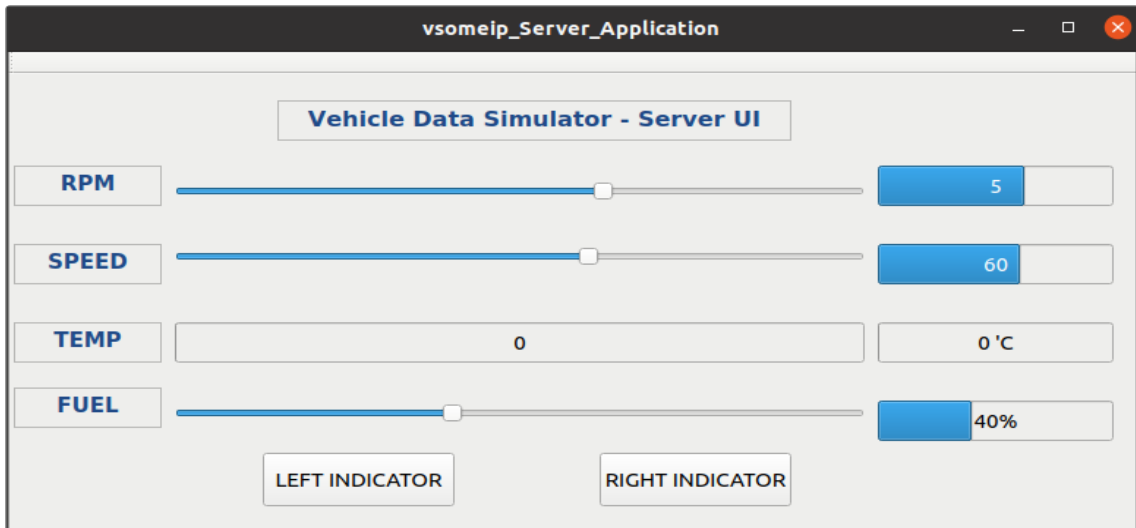 vsomeip_Server_Application
Vehicle Data Simulator - Server UI
RPM
5
SPEED
60
TEMP
0
0 'C
FUEL
40%
LEFT INDICATOR
RIGHT INDICATOR